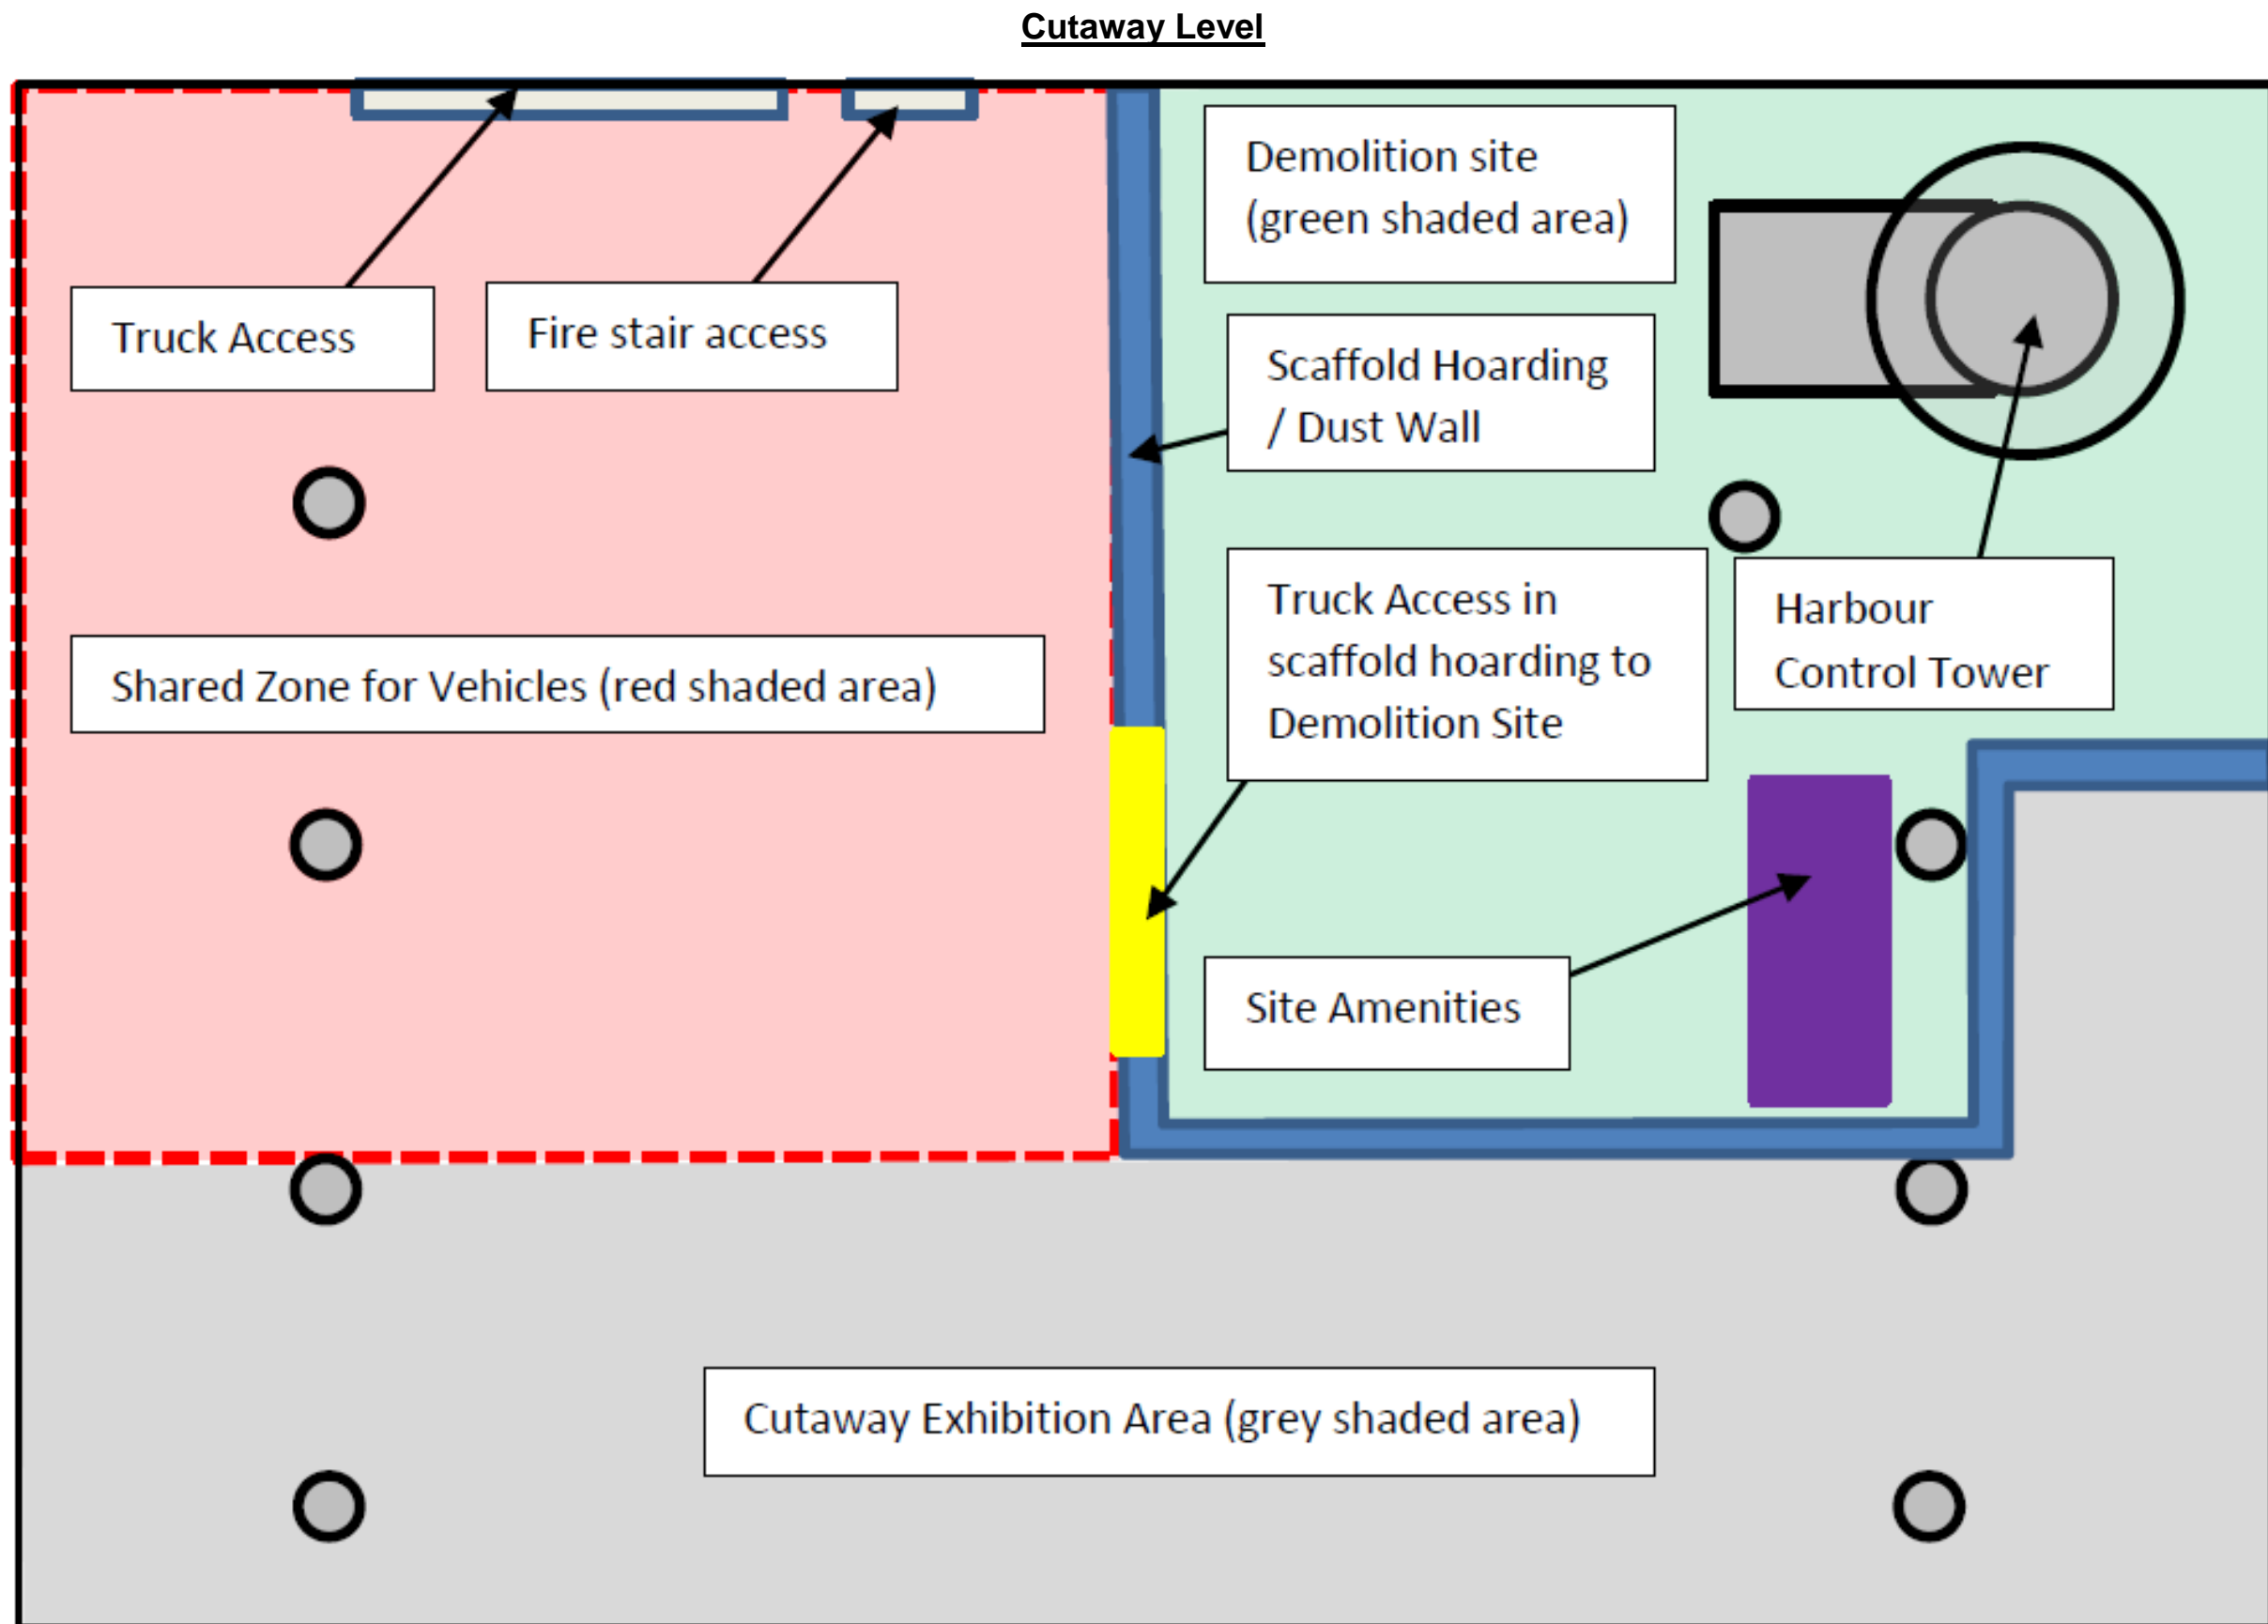 Cutaway Level
Demolition site
(green shaded area)
Truck Access
Fire stair access
Scaffold Hoarding
/ Dust Wall
Truck Access in
scaffold hoarding to
Demolition Site
Harbour
Control Tower
Shared Zone for Vehicles (red shaded area)
Site Amenities
Cutaway Exhibition Area (grey shaded area)